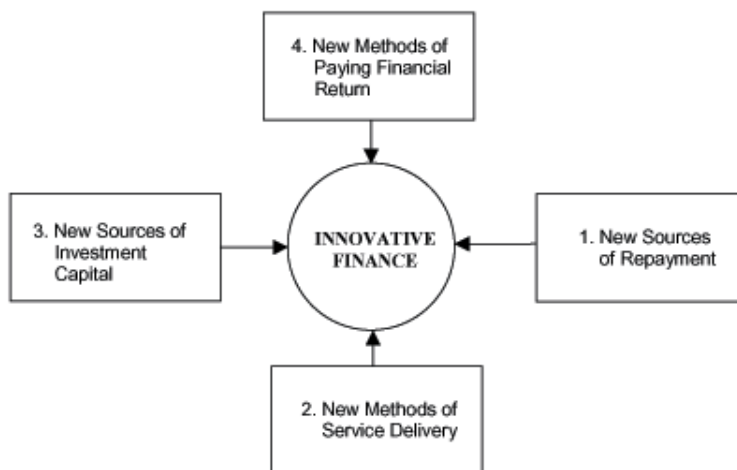 4. New Methods of
Paying Financial
Return
3. New Sources of
Investment
Capital
INNOVATIVE
FINANCE
1. New Sources
of Repayment
2. New Methods of
Service Delivery